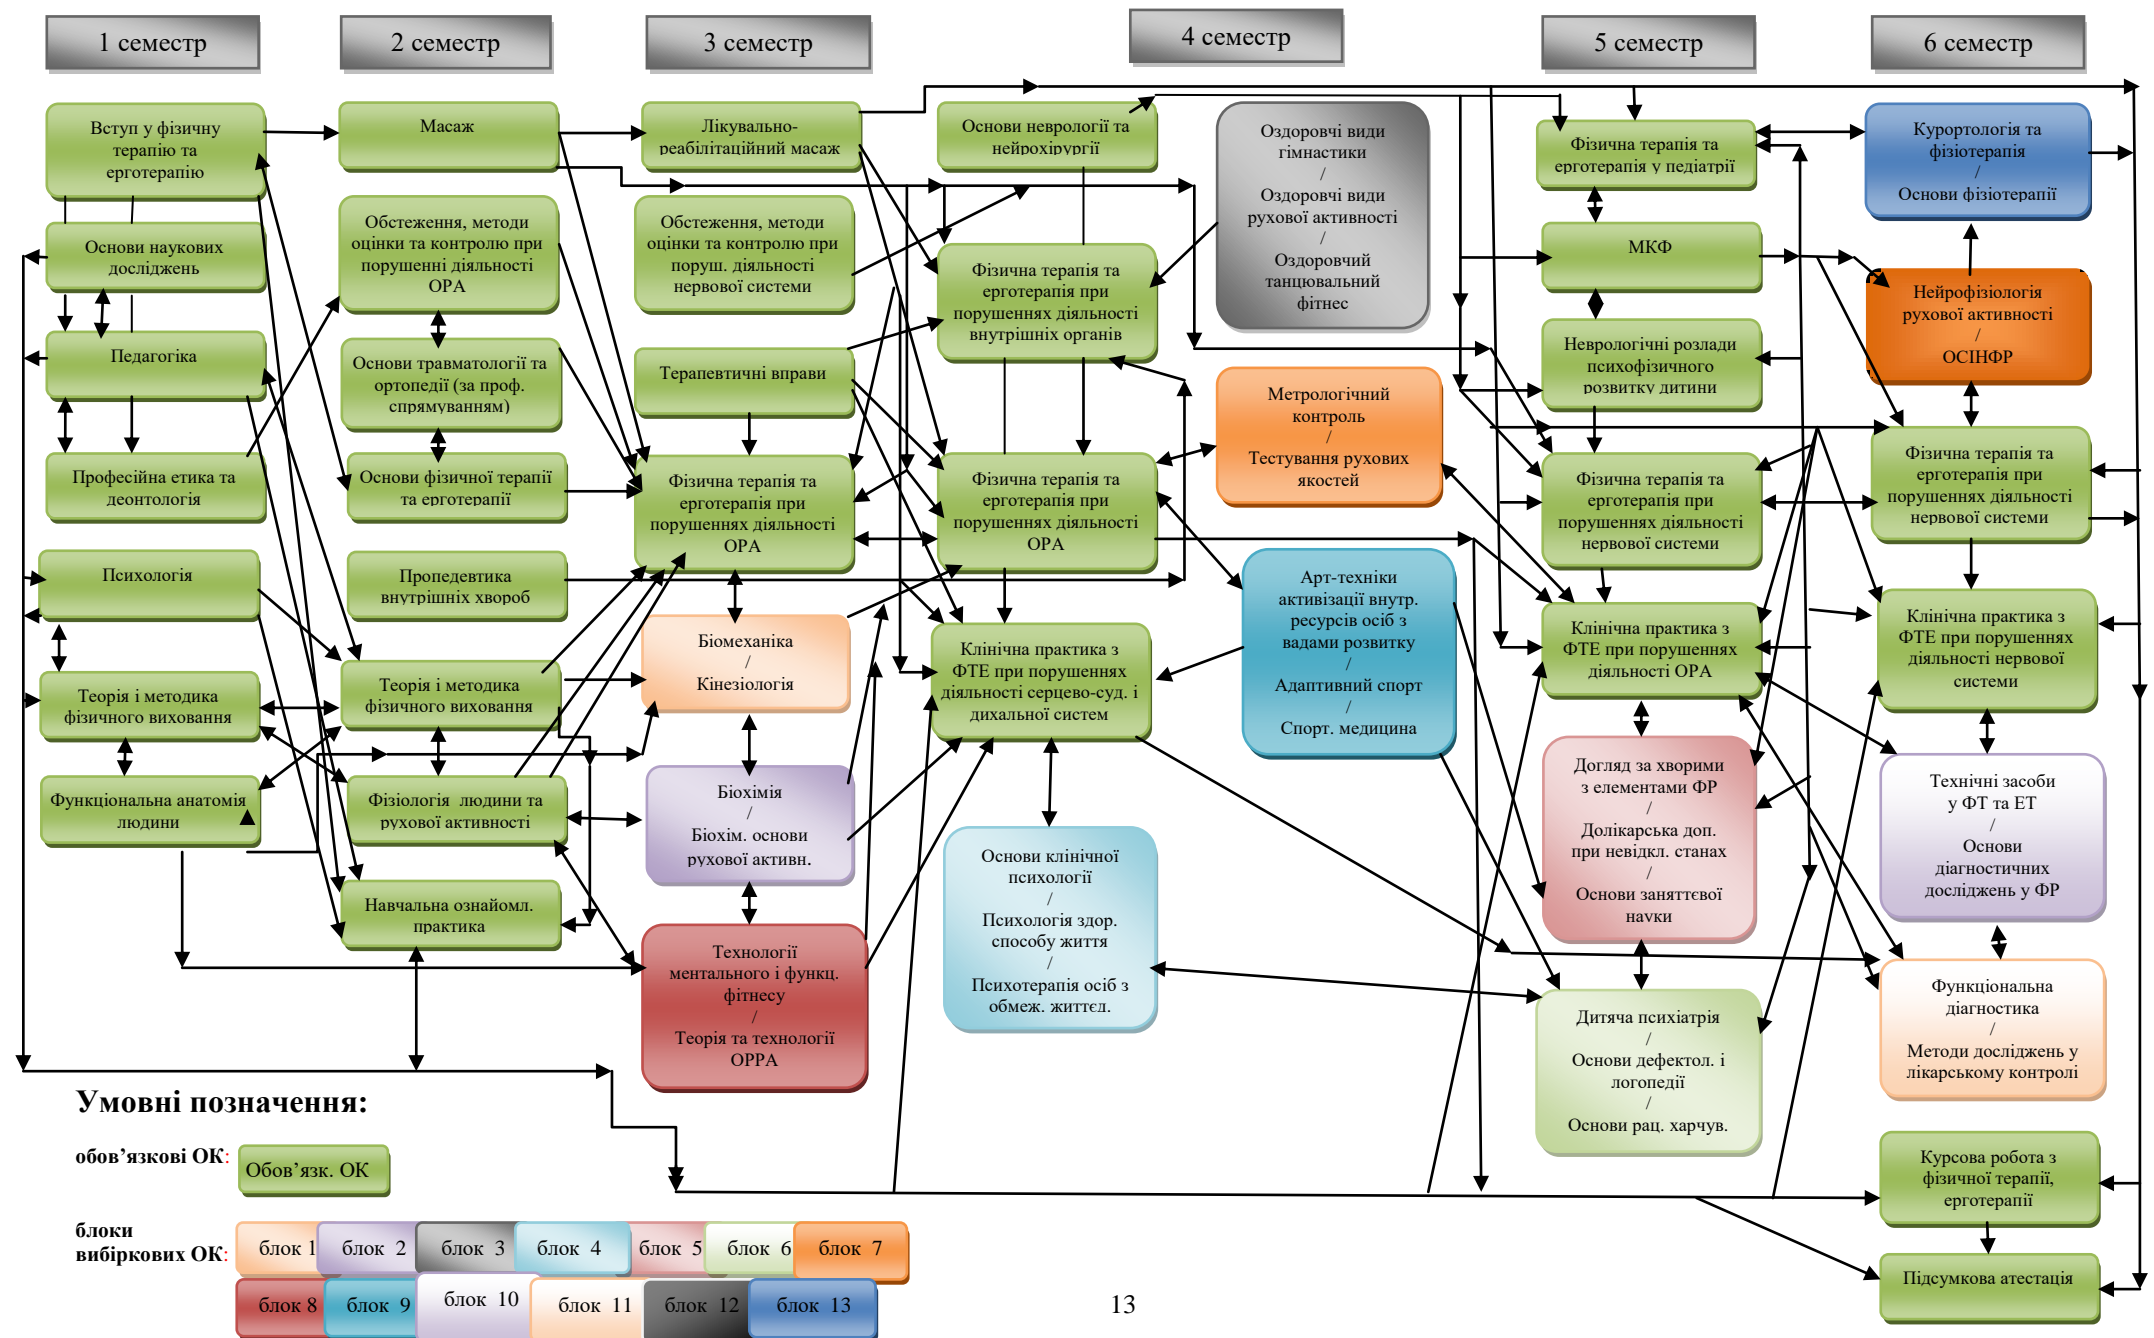 1 семестр
2 семестр
3 семестр
4 семестр
5 семестр
6 семестр
Вступ у фізичну
терапію та
ерготерапію
Основи наукових
досліджень
Педагогіка
Професійна етика та
деонтологія
Психологія
Теорія і методика
фізичного виховання
Функціональна анатомія
людини
Масаж
Обстеження, методи
оцінки та контролю при
порушенні діяльності
ОРА
Основи травматології та
ортопедії (за проф.
спрямуванням)
Основи фізичної терапії
та ерготерапії
Пропедевтика
внутрішніх хвороб
Теорія і методика
фізичного виховання
Фізіологія людини та
рухової активності
Навчальна ознайомл.
практика
Лікувально-
реабілітаційний масаж
Обстеження, методи
оцінки та контролю при
поруш. діяльності
нервової системи
Терапевтичні вправи
Фізична терапія та
ерготерапія при
порушеннях діяльності
ОРА
Біомеханіка
/
Кінезіологія
Біохімія
/
Біохім. основи
рухової активн.
Технології
ментального і функц.
фітнесу
/
Теорія та технології
ОРРА
Основи неврології та
нейрохірургії
Фізична терапія та
ерготерапія при
порушеннях діяльності
внутрішніх органів
Фізична терапія та
ерготерапія при
порушеннях діяльності
ОРА
Клінічна практика з
ФТЕ при порушеннях
діяльності серцево-суд. і
дихальної систем
Основи клінічної
психології
/
Психологія здор.
способу життя
/
Психотерапія осіб з
обмеж. життєд.
Оздоровчі види
гімнастики
/
Оздоровчі види
рухової активності
/
Оздоровчий
танцювальний
фітнес
Метрологічний
контроль
/
Тестування рухових
якостей
Арт-техніки
активізації внутр.
ресурсів осіб з
вадами розвитку
/
Адаптивний спорт
/
Спорт. медицина
Фізична терапія та
ерготерапія у педіатрії
МКФ
Неврологічні розлади
психофізичного
розвитку дитини
Фізична терапія та
ерготерапія при
порушеннях діяльності
нервової системи
Клінічна практика з
ФТЕ при порушеннях
діяльності ОРА
Догляд за хворими
з елементами ФР
/
Долікарська доп.
при невідкл. станах
/
Основи заняттєвої
науки
Дитяча психіатрія
/
Основи дефектол. і
логопедії
/
Основи рац. харчув.
Курортологія та
фізіотерапія
/
Основи фізіотерапії
Нейрофізіологія
рухової активності
/
ОСІНФР
Фізична терапія та
ерготерапія при
порушеннях діяльності
нервової системи
Клінічна практика з
ФТЕ при порушеннях
діяльності нервової
системи
Технічні засоби
у ФТ та ЕТ
/
Основи
діагностичних
досліджень у ФР
Функціональна
діагностика
/
Методи досліджень у
лікарському контролі
Курсова робота з
фізичної терапії,
ерготерапії
Підсумкова атестація
Умовні позначення:
обов’язкові ОК:
Обов’язк. ОК
блоки
вибіркових ОК:
блок 1
блок 2
блок 3
блок 4
блок 5
блок 6
блок 7
блок 8
блок 9
блок 10
блок 11
блок 12
блок 13
13